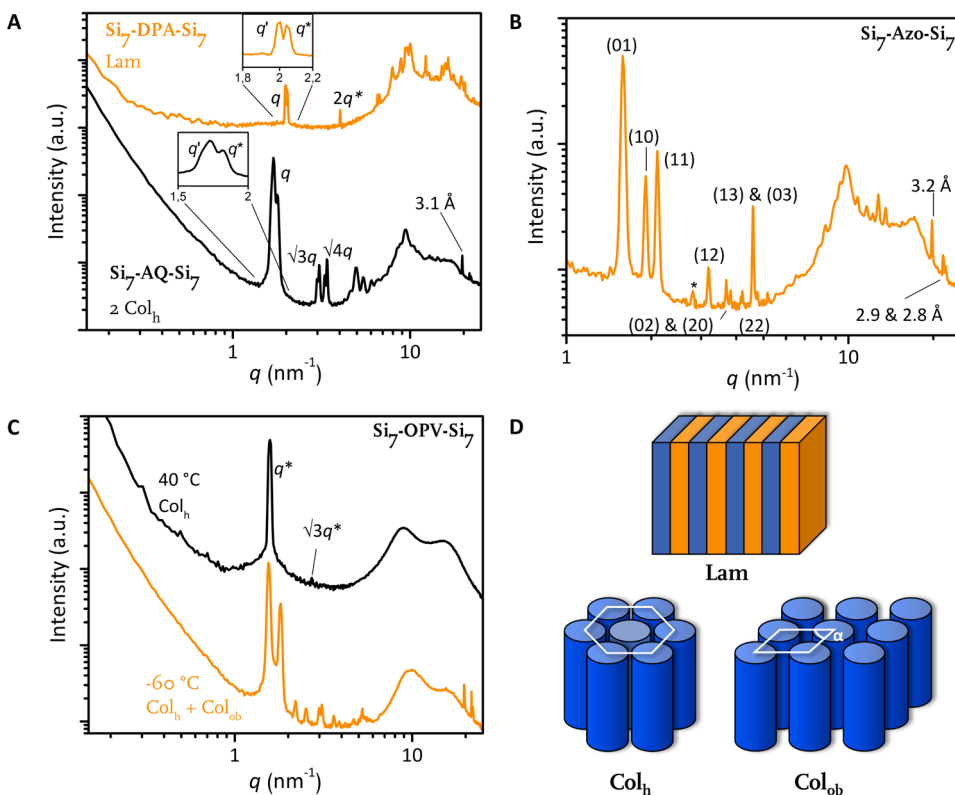 A
Si7-DPA-Si7
Lam
q' q*
1,8 2 2,2
q
2q*
q' q*
1,5 2
q
√3q
√4q
3.1 Å
Si7-AQ-Si7
2 Colh
Intensity (a.u.)
1 10
q (nm-1)
B
Si7-Azo-Si7
(01)
(10)
(11)
(13) & (03)
3.2 Å
(12)
*
(02) & (20)
(22)
2.9 & 2.8 Å
Intensity (a.u.)
1 10
q (nm-1)
C
Si7-OPV-Si7
40 °C
Colh
q*
√3q*
-60 °C
Colh + Colob
Intensity (a.u.)
1 10
q (nm-1)
D
Lam
α
Colh
Colob